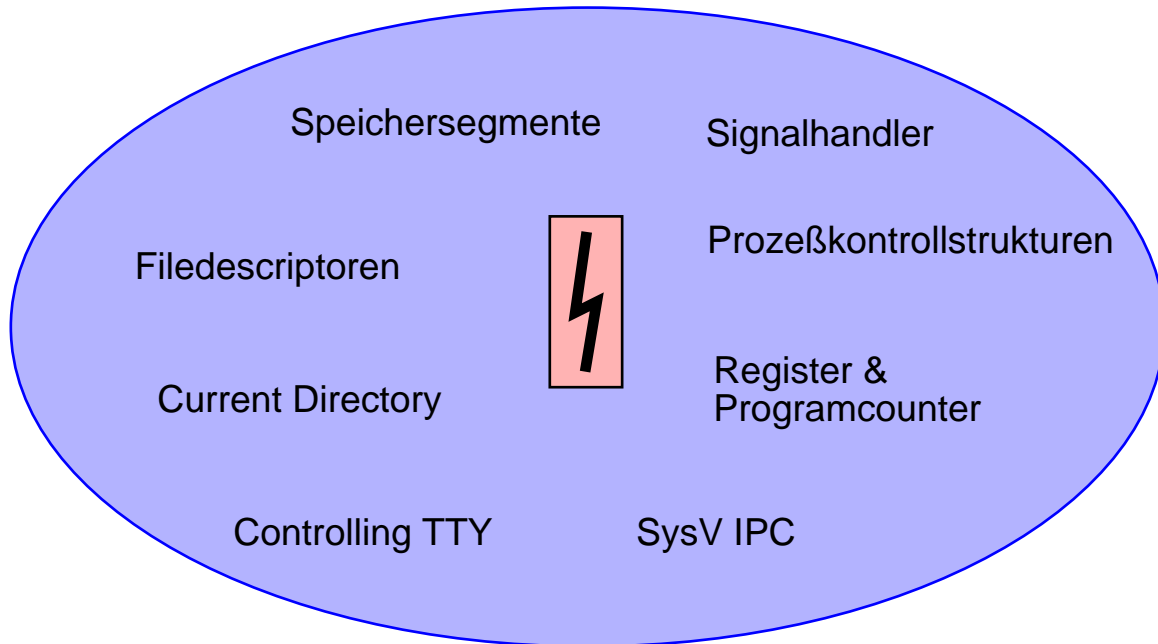 Speichersegmente
Signalhandler
Prozeßkontrollstrukturen
Filedescriptoren
Register &
Programcounter
Current Directory
Controlling TTY
SysV IPC